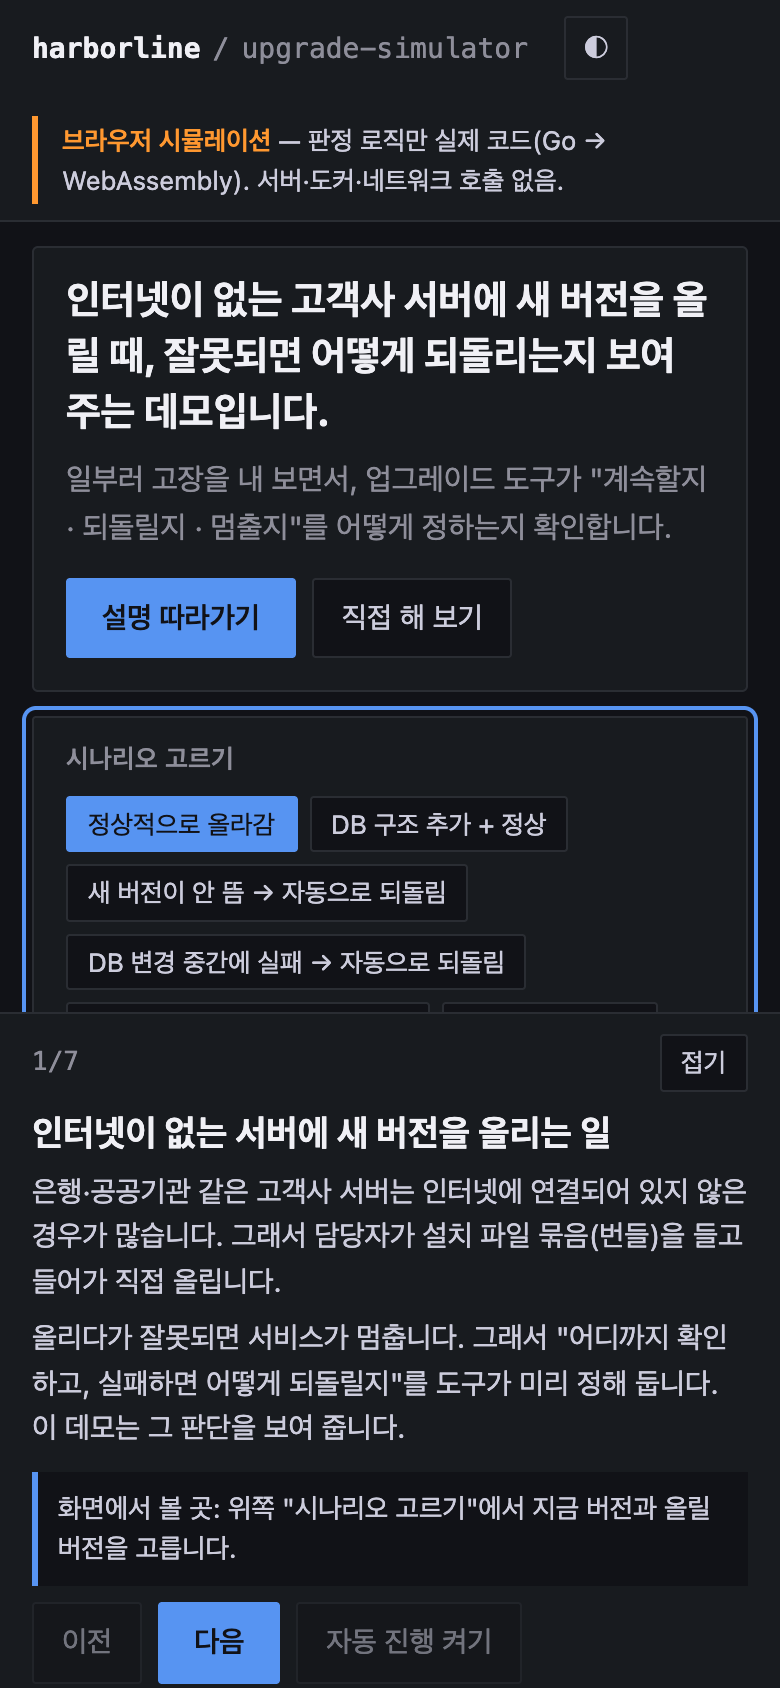 harborline / upgrade-simulator
브라우저 시뮬레이션 — 판정 로직만 실제 코드(Go →
WebAssembly). 서버·도커·네트워크 호출 없음.
인터넷이 없는 고객사 서버에 새 버전을 올
릴 때, 잘못되면 어떻게 되돌리는지 보여
주는 데모입니다.
일부러 고장을 내 보면서, 업그레이드 도구가 "계속할지
· 되돌릴지 · 멈출지"를 어떻게 정하는지 확인합니다.
설명 따라가기 직접 해 보기
시나리오 고르기
정상적으로 올라감 DB 구조 추가 + 정상
새 버전이 안 뜸 → 자동으로 되돌림
DB 변경 중간에 실패 → 자동으로 되돌림
1/7 접기
인터넷이 없는 서버에 새 버전을 올리는 일
은행·공공기관 같은 고객사 서버는 인터넷에 연결되어 있지 않은
경우가 많습니다. 그래서 담당자가 설치 파일 묶음(번들)을 들고
들어가 직접 올립니다.
올리다가 잘못되면 서비스가 멈춥니다. 그래서 "어디까지 확인
하고, 실패하면 어떻게 되돌릴지"를 도구가 미리 정해 둡니다.
이 데모는 그 판단을 보여 줍니다.
화면에서 볼 곳: 위쪽 "시나리오 고르기"에서 지금 버전과 올릴
버전을 고릅니다.
이전 다음 자동 진행 켜기